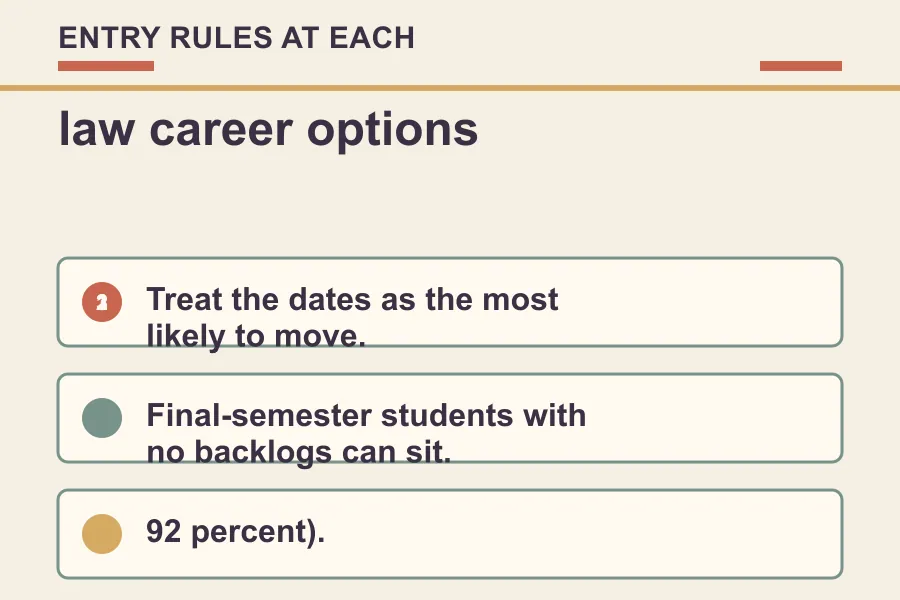 ENTRY RULES AT EACH
law career options
Treat the dates as the most
likely to move.
Final-semester students with
no backlogs can sit.
92 percent).